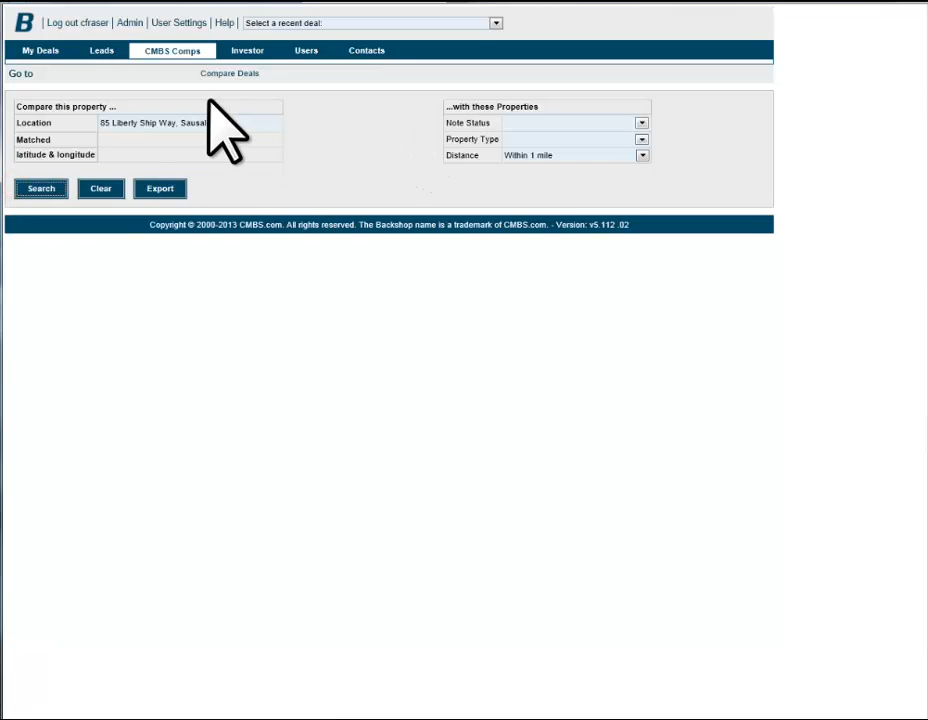 B | Log out cfraser | Admin | User Settings | Help | Select a recent deal:
My Deals Leads CMBS Comps Investor Users Contacts
Go to Compare Deals
Compare this property ... ...with these Properties
Location 85 Liberty Ship Way, Note Status
Matched Property Type
latitude & longitude Distance Within 1 mile
Search Clear Export
Copyright © 2000-2013 CMBS.com. All rights reserved. The Backshop name is a trademark of CMBS.com. - Version: v5.112 .02